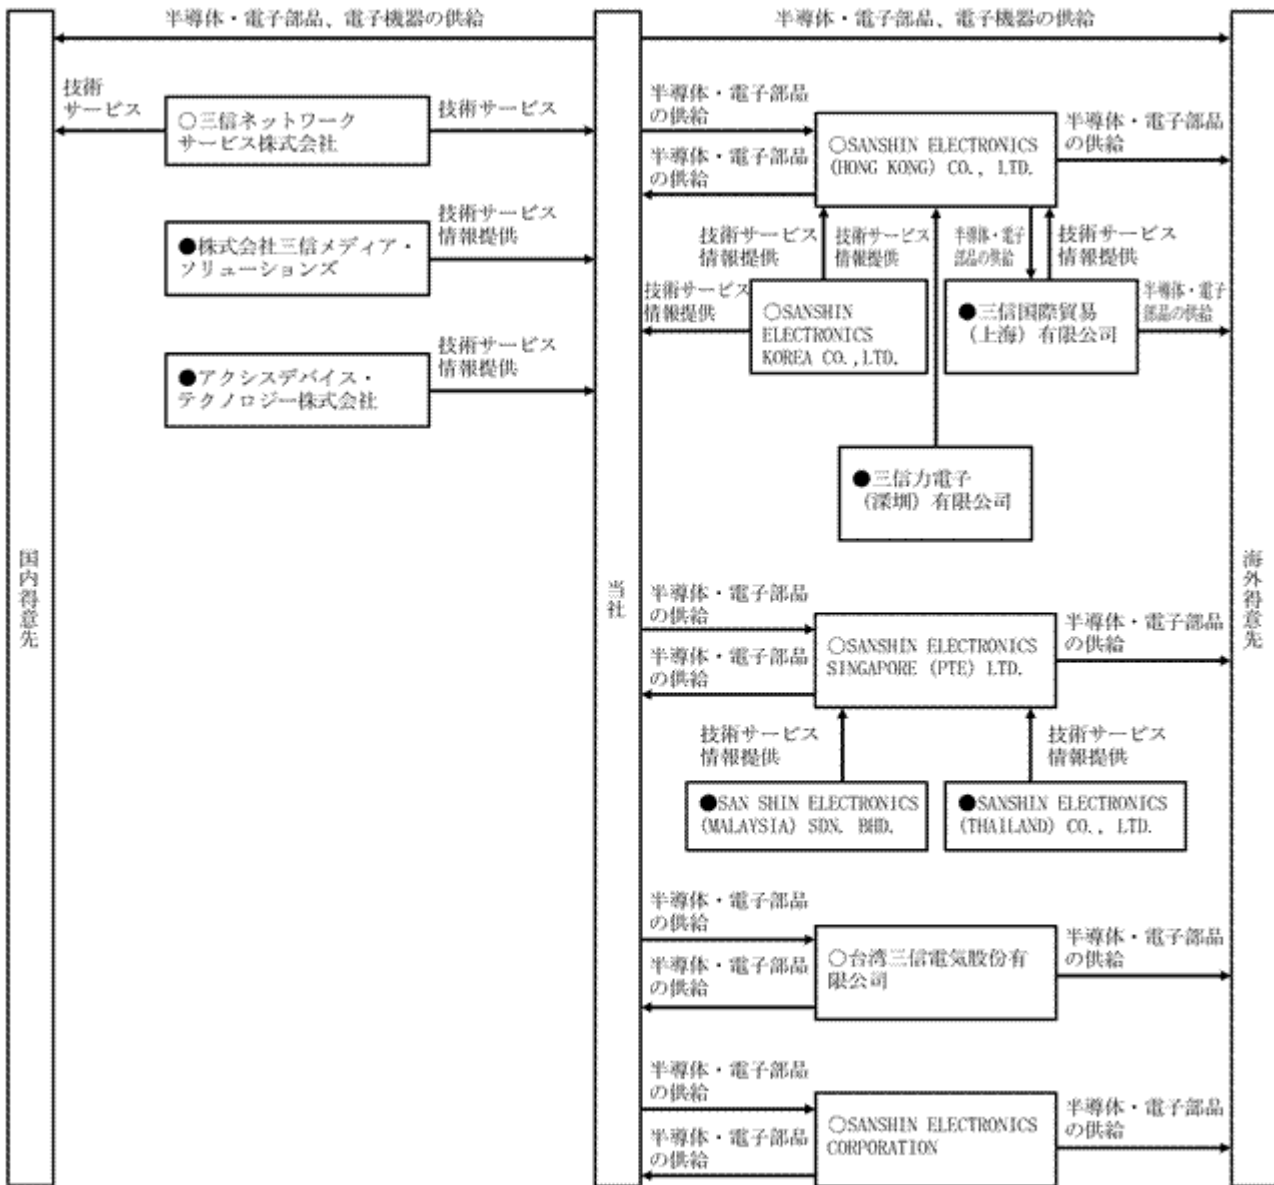 半導体・電子部品、電子機器の供給
半導体・電子部品、電子機器の供給
国内得意先
当社
海外得意先
技術
サービス
○三信ネットワーク
サービス株式会社
技術サービス
●株式会社三信メディア・
ソリューションズ
技術サービス
情報提供
●アクシスデバイス・
テクノロジー株式会社
技術サービス
情報提供
半導体・電子部品
の供給
半導体・電子部品
の供給
○SANSHIN ELECTRONICS
(HONG KONG) CO., LTD.
半導体・電子部品
の供給
技術サービス
情報提供
技術サービス
情報提供
半導体・電子
部品の供給
技術サービス
情報提供
技術サービス
情報提供
○SANSHIN
ELECTRONICS
KOREA CO.,LTD.
●三信国際貿易
(上海) 有限公司
半導体・電子
部品の供給
●三信力電子
(深圳) 有限公司
半導体・電子部品
の供給
半導体・電子部品
の供給
○SANSHIN ELECTRONICS
SINGAPORE (PTE) LTD.
半導体・電子部品
の供給
技術サービス
情報提供
技術サービス
情報提供
●SAN SHIN ELECTRONICS
(MALAYSIA) SDN. BHD.
●SANSHIN ELECTRONICS
(THAILAND) CO., LTD.
半導体・電子部品
の供給
半導体・電子部品
の供給
○台湾三信電気股份有
限公司
半導体・電子部品
の供給
半導体・電子部品
の供給
半導体・電子部品
の供給
○SANSHIN ELECTRONICS
CORPORATION
半導体・電子部品
の供給